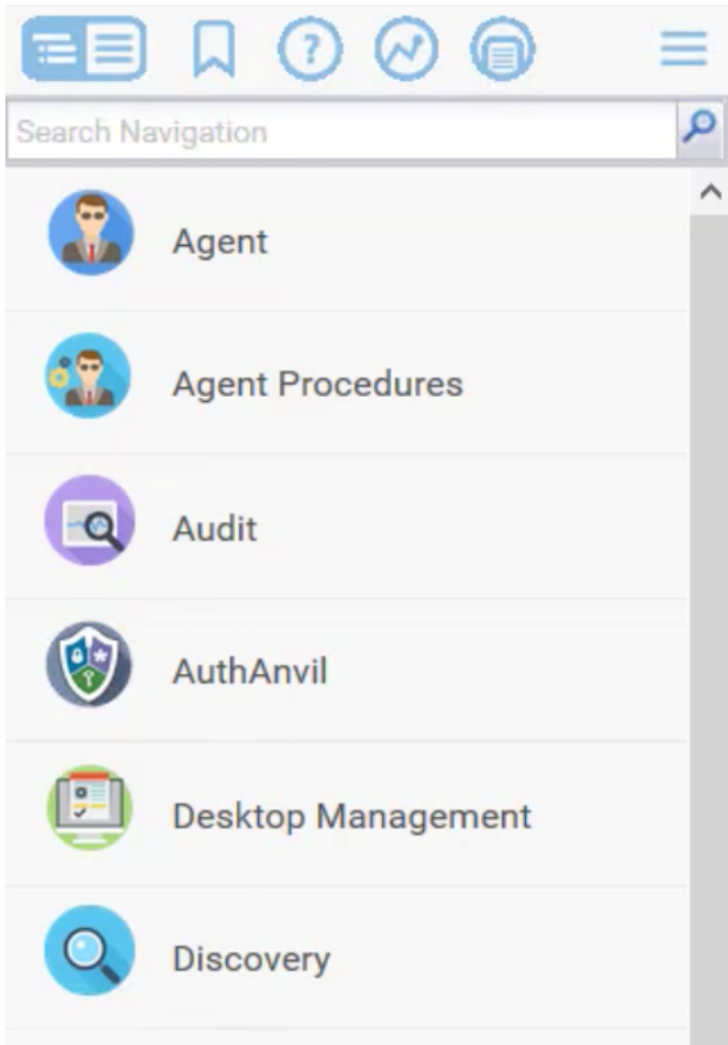 Search Navigation
Agent
Agent Procedures
Audit
AuthAnvil
Desktop Management
Discovery